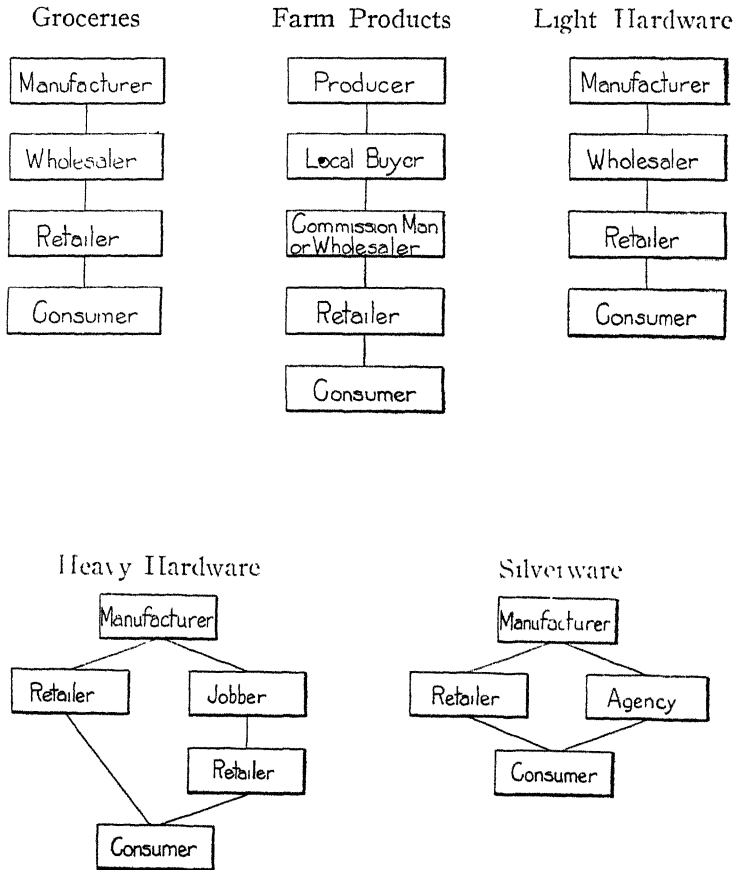 Groceries
Manufacturer
Wholesaler
Retailer
Consumer
Farm Products
Producer
Local Buyer
Commission Man
or Wholesaler
Retailer
Consumer
Light Hardware
Manufacturer
Wholesaler
Retailer
Consumer
Heavy Hardware
Manufacturer
Retailer
Jobber
Retailer
Consumer
Silverware
Manufacturer
Retailer
Agency
Consumer